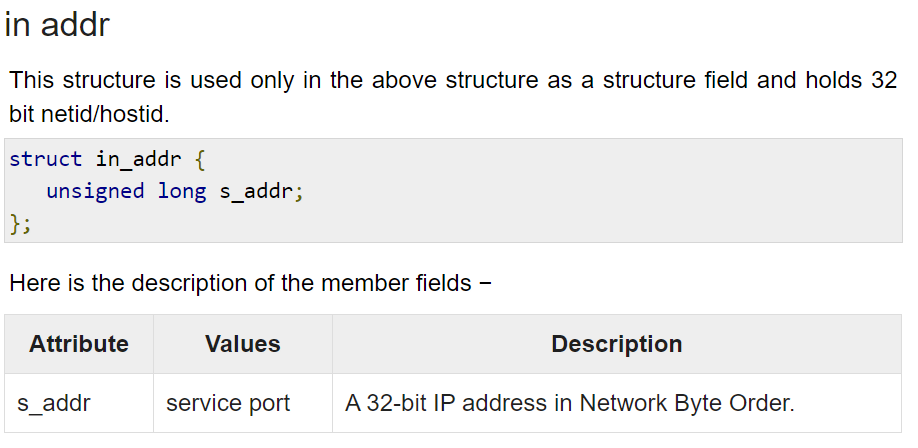 in addr
This structure is used only in the above structure as a structure field and holds 32
bit netid/hostid.
struct in_addr {
   unsigned long s_addr;
};
Here is the description of the member fields −
Attribute Values Description
s_addr service port A 32-bit IP address in Network Byte Order.